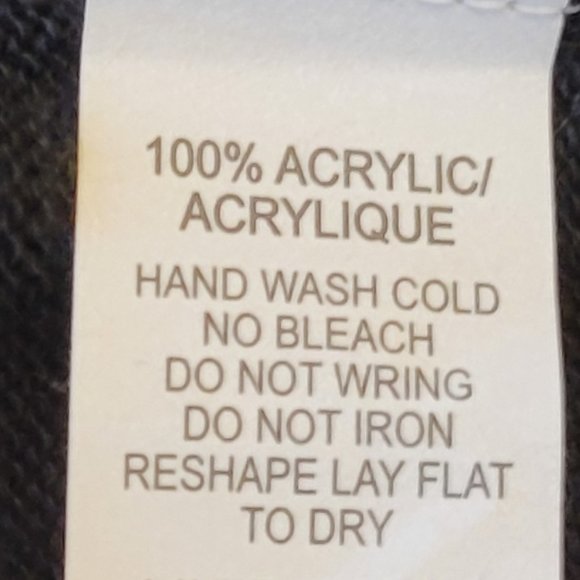 100% ACRYLIC/
ACRYLIQUE
HAND WASH COLD
NO BLEACH
DO NOT WRING
DO NOT IRON
RESHAPE LAY FLAT
TO DRY